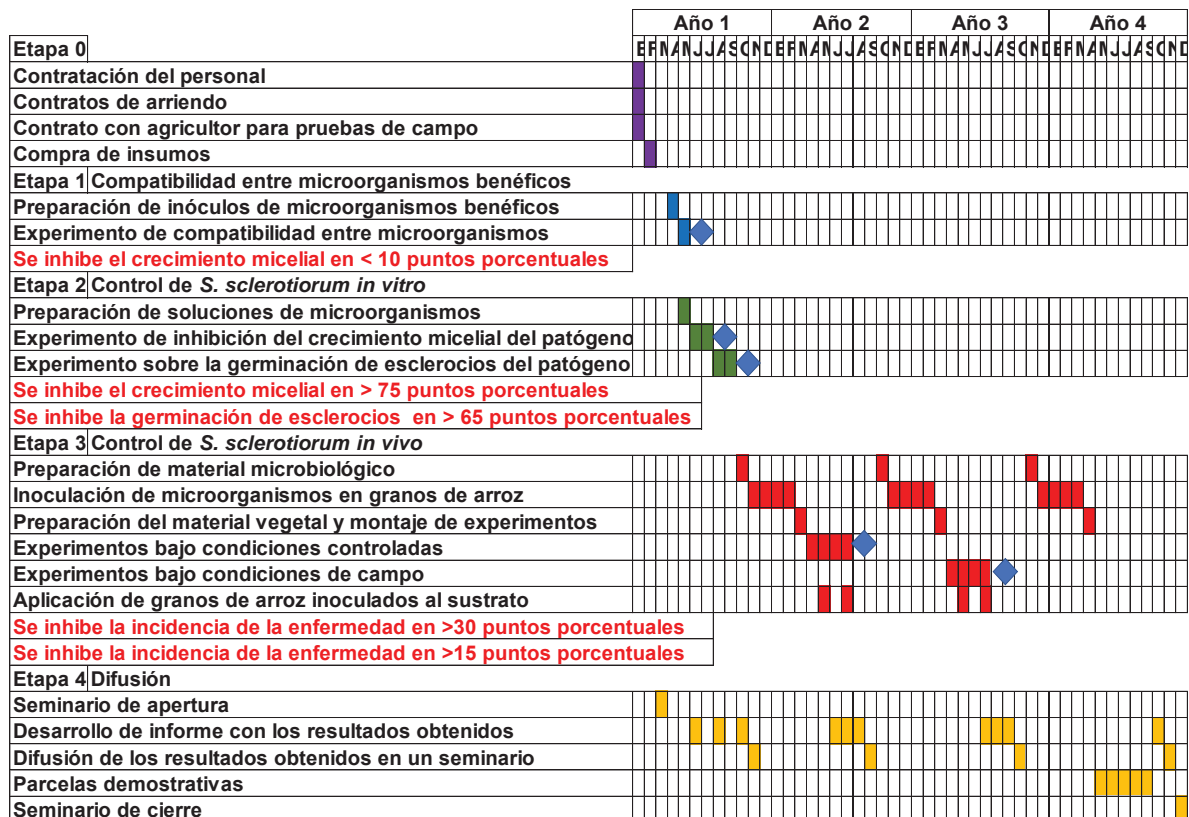 Año 1 Año 2 Año 3 Año 4
Etapa 0 E F M A M J J A S O N D E F M A M J J A S O N D E F M A M J J A S O N D E F M A M J J A S O N D
Contratación del personal
Contratos de arriendo
Contrato con agricultor para pruebas de campo
Compra de insumos
Etapa 1 Compatibilidad entre microorganismos benéficos
Preparación de inóculos de microorganismos benéficos
Experimento de compatibilidad entre microorganismos
Se inhibe el crecimiento micelial en < 10 puntos porcentuales
Etapa 2 Control de S. sclerotiorum in vitro
Preparación de soluciones de microorganismos
Experimento de inhibición del crecimiento micelial del patógeno
Experimento sobre la germinación de esclerocios del patógeno
Se inhibe el crecimiento micelial en > 75 puntos porcentuales
Se inhibe la germinación de esclerocios en > 65 puntos porcentuales
Etapa 3 Control de S. sclerotiorum in vivo
Preparación de material microbiológico
Inoculación de microorganismos en granos de arroz
Preparación del material vegetal y montaje de experimentos
Experimentos bajo condiciones controladas
Experimentos bajo condiciones de campo
Aplicación de granos de arroz inoculados al sustrato
Se inhibe la incidencia de la enfermedad en >30 puntos porcentuales
Se inhibe la incidencia de la enfermedad en >15 puntos porcentuales
Etapa 4 Difusión
Seminario de apertura
Desarrollo de informe con los resultados obtenidos
Difusión de los resultados obtenidos en un seminario
Parcelas demostrativas
Seminario de cierre